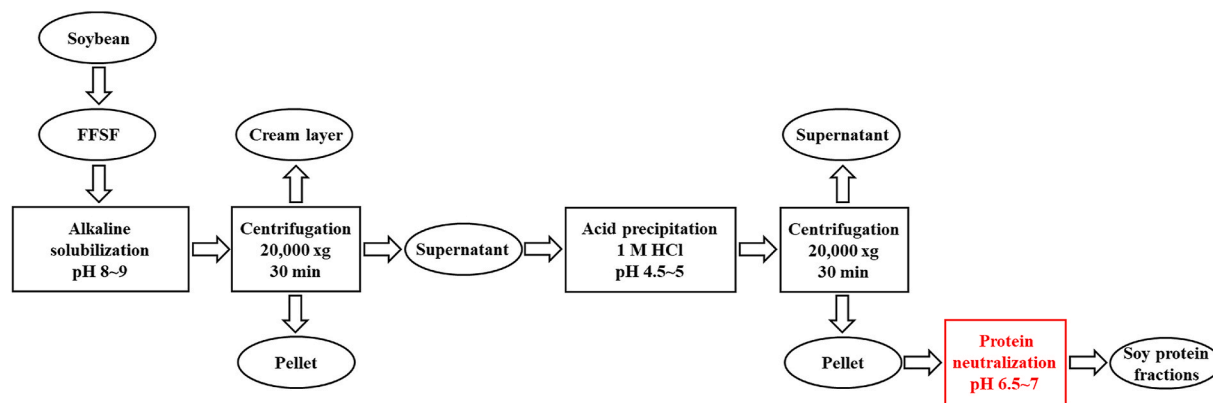 Soybean
FFSF
Cream layer
Supernatant
Alkaline
solubilization
pH 8~9
Centrifugation
20,000 xg
30 min
Supernatant
Acid precipitation
1 M HCl
pH 4.5~5
Centrifugation
20,000 xg
30 min
Pellet
Pellet
Protein
neutralization
pH 6.5~7
Soy protein
fractions